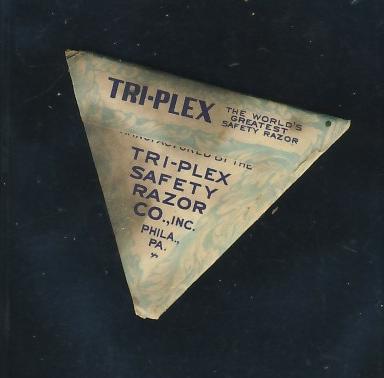 TRI-PLEX
THE WORLD'S
GREATEST
SAFETY RAZOR
MANUFACTURED BY THE
TRI-PLEX
SAFETY
RAZOR
CO., INC.
PHILA.,
PA.